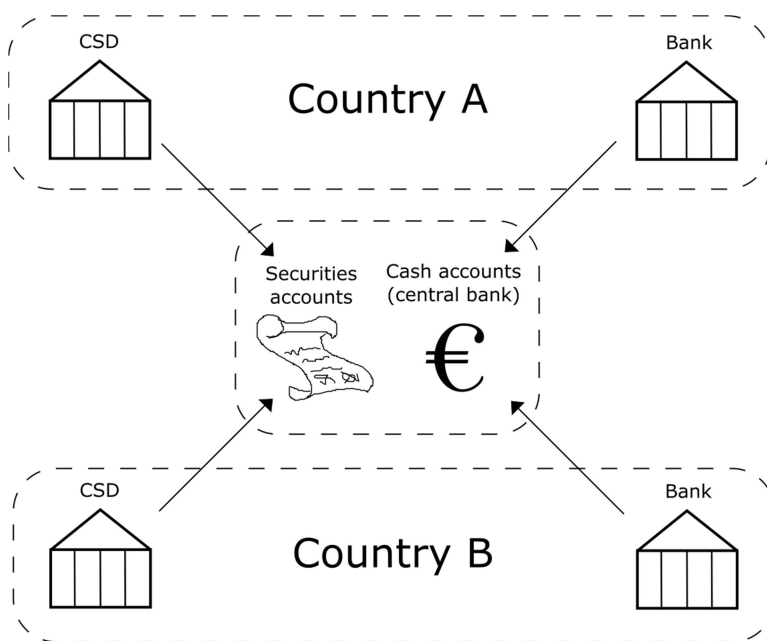 CSD
Bank
Country A
Securities
accounts
Cash accounts
(central bank)
€
CSD
Bank
Country B